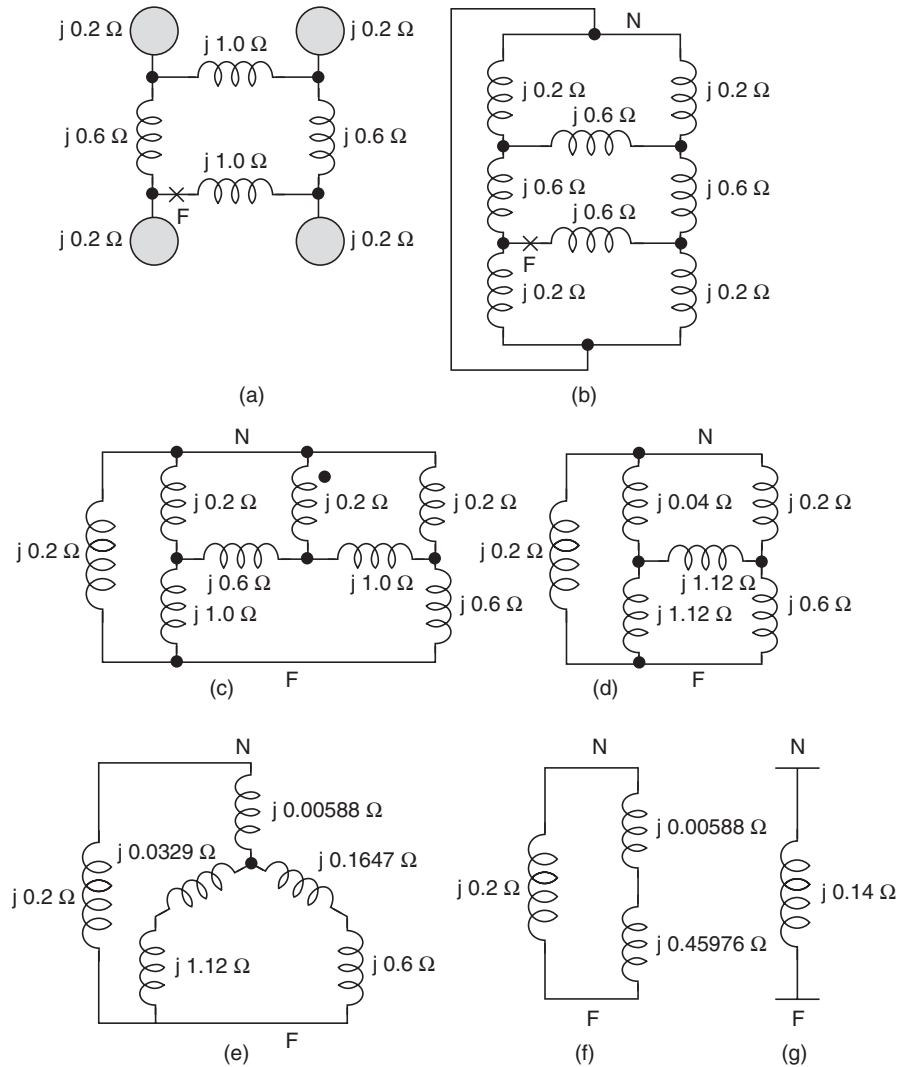 j 0.2 Ω
j 0.2 Ω
j 1.0 Ω
j 0.6 Ω
j 0.6 Ω
j 1.0 Ω
F
j 0.2 Ω
j 0.2 Ω
(a)
N
j 0.2 Ω
j 0.2 Ω
j 0.6 Ω
j 0.6 Ω
j 0.6 Ω
j 0.6 Ω
F
j 0.2 Ω
j 0.2 Ω
(b)
N
j 0.2 Ω
j 0.2 Ω
j 0.2 Ω
j 0.2 Ω
j 0.6 Ω
j 1.0 Ω
j 1.0 Ω
j 0.6 Ω
F
(c)
N
j 0.04 Ω
j 0.2 Ω
j 0.2 Ω
j 1.12 Ω
j 1.12 Ω
j 0.6 Ω
F
(d)
N
j 0.00588 Ω
j 0.0329 Ω
j 0.1647 Ω
j 0.2 Ω
j 1.12 Ω
j 0.6 Ω
F
(e)
N
j 0.00588 Ω
j 0.2 Ω
j 0.45976 Ω
F
(f)
N
j 0.14 Ω
F
(g)